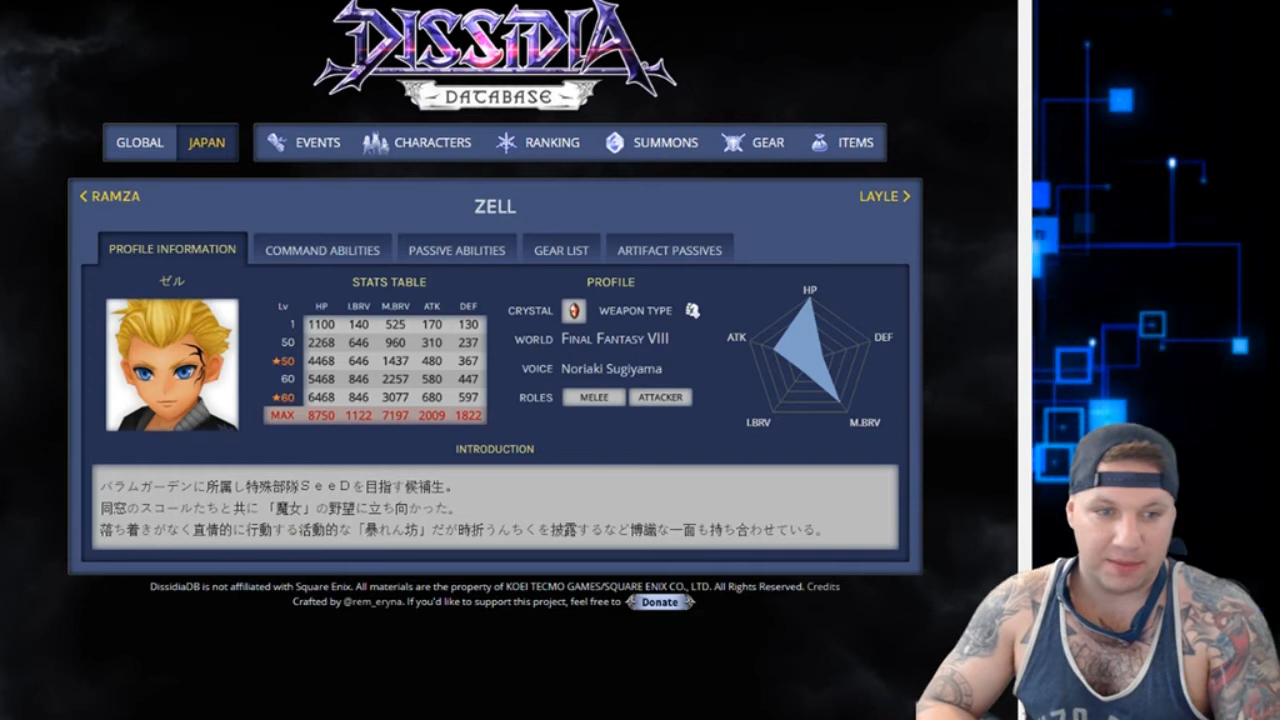 DISSIDIA
DATABASE
GLOBAL JAPAN EVENTS CHARACTERS RANKING SUMMONS GEAR ITEMS
RAMZA
ZELL
LAYLE
PROFILE INFORMATION COMMAND ABILITIES PASSIVE ABILITIES GEAR LIST ARTIFACT PASSIVES
ゼル
STATS TABLE
Lv HP I.BRV M.BRV ATK DEF
1 1100 140 525 170 130
50 2268 646 960 310 237
★50 4468 646 1437 480 367
60 5468 846 2257 580 447
★60 6468 846 3077 680 597
MAX 8750 1122 7197 2009 1822
PROFILE
CRYSTAL WEAPON TYPE
WORLD FINAL FANTASY VIII
VOICE Noriaki Sugiyama
ROLES MELEE ATTACKER
HP
ATK DEF
I.BRV M.BRV
INTRODUCTION
バラムガーデンに所属し特殊部隊ＳｅｅＤを目指す候補生。
同窓のスコールたちと共に「魔女」の野望に立ち向かった。
落ち着きがなく直情的に行動する活動的な「暴れん坊」だが時折うんちくを披露するなど博識な一面も持ち合わせている。
DissidiaDB is not affiliated with Square Enix. All materials are the property of KOEI TECMO GAMES/SQUARE ENIX CO., LTD. All Rights Reserved. Credits
Crafted by @rem_eryna. If you'd like to support this project, feel free to Donate